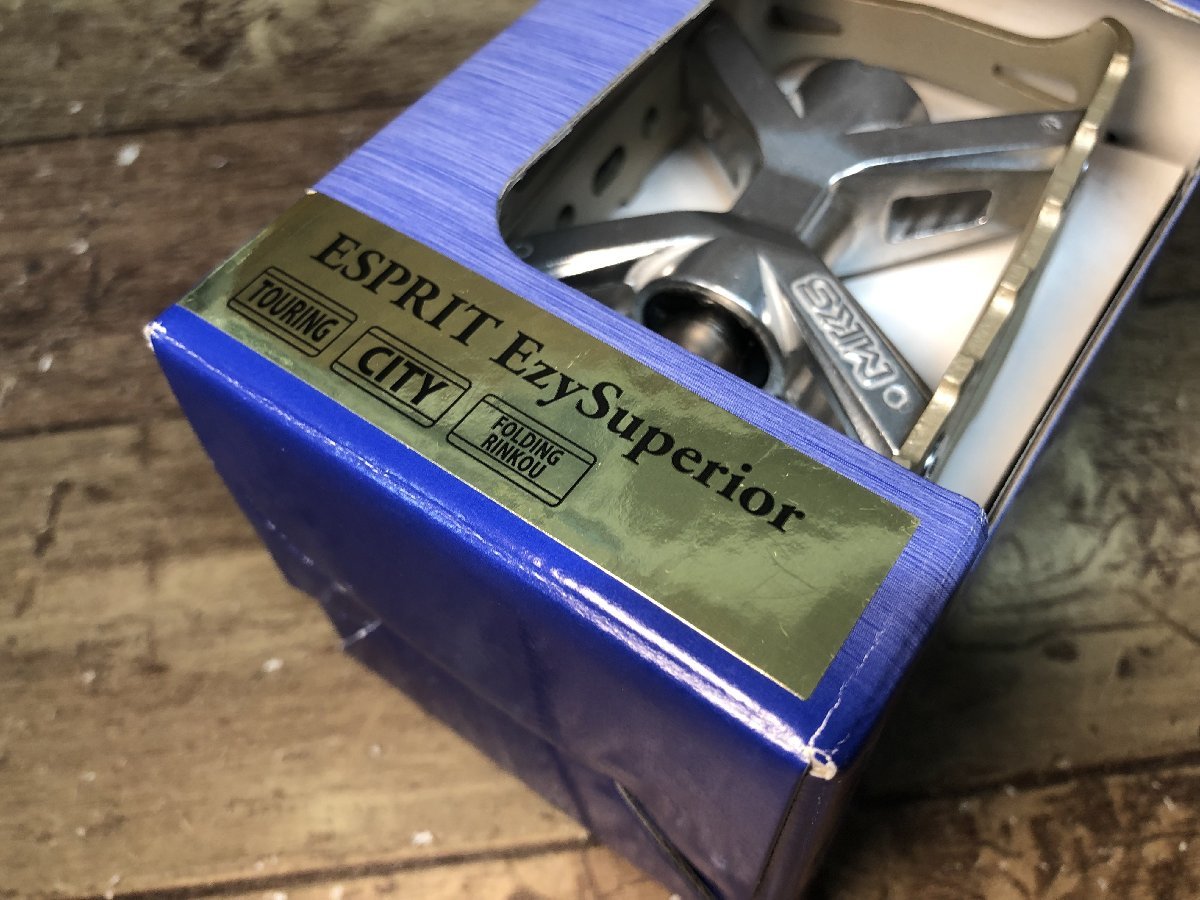 ESPRIT EzySuperior
TOURING
CITY
FOLDING
RINKOU
MKS